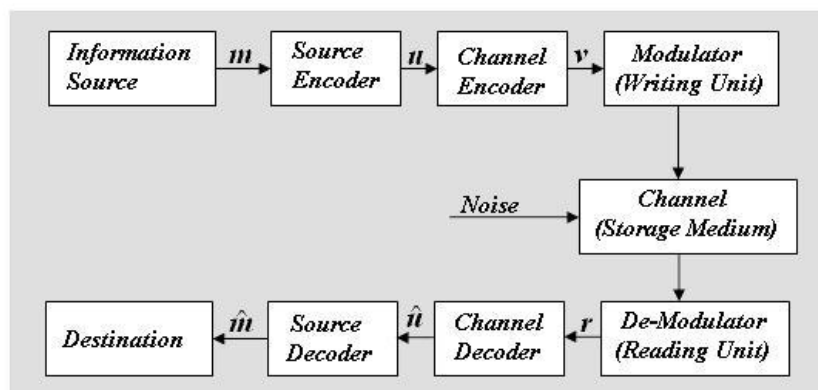 Information Source
m
Source Encoder
u
Channel Encoder
v
Modulator (Writing Unit)
Noise
Channel (Storage Medium)
Destination
m̂
Source Decoder
û
Channel Decoder
r
De-Modulator (Reading Unit)